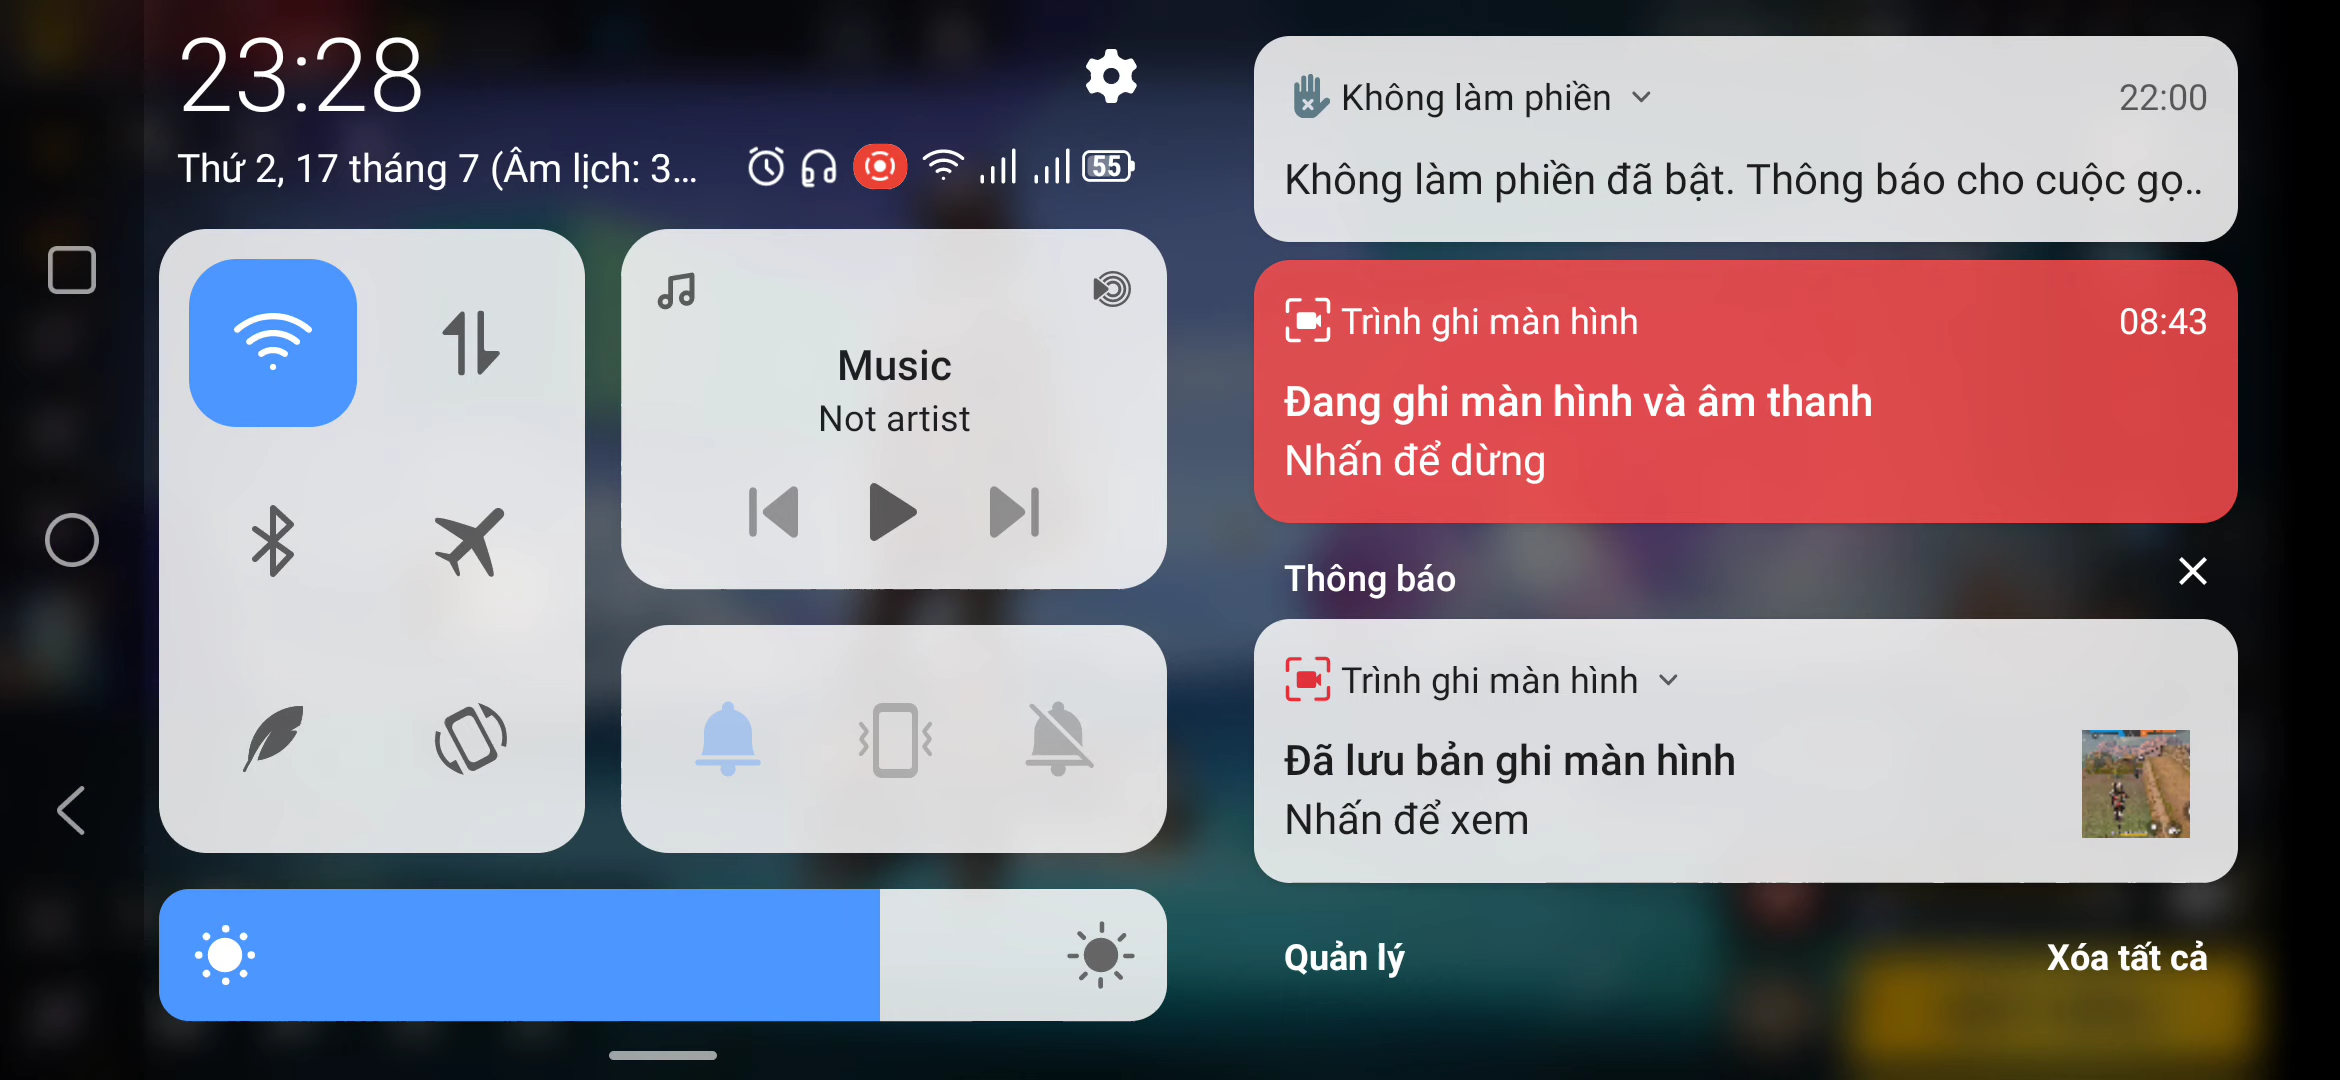 23:28
Thứ 2, 17 tháng 7 (Âm lịch: 3...
55
Music
Not artist
Không làm phiền
22:00
Không làm phiền đã bật. Thông báo cho cuộc gọ..
Trình ghi màn hình
08:43
Đang ghi màn hình và âm thanh
Nhấn để dừng
Thông báo
Trình ghi màn hình
Đã lưu bản ghi màn hình
Nhấn để xem
Quản lý
Xóa tất cả